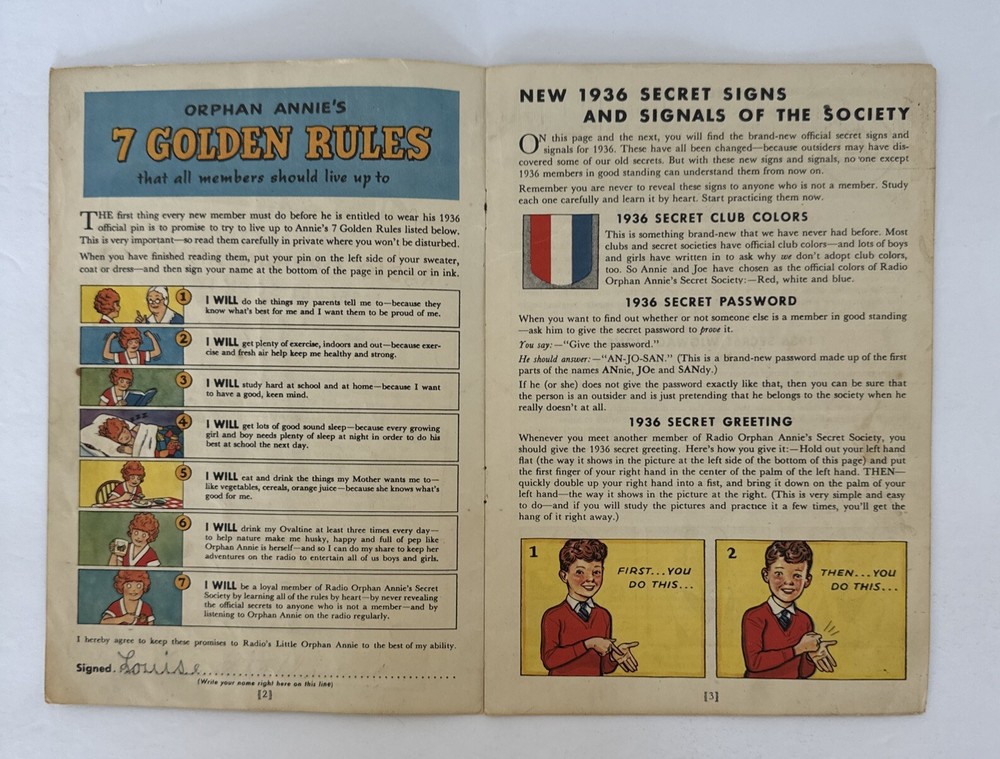 ORPHAN ANNIE'S
7 GOLDEN RULES
that all members should live up to
THE first thing every new member must do before he is entitled to wear his 1936
official pin is to promise to try to live up to Annie's 7 Golden Rules listed below.
This is very important—so read them carefully in private where you won't be disturbed.
When you have finished reading them, put your pin on the left side of your sweater,
coat or dress—and then sign your name at the bottom of the page in pencil or in ink.
1
I WILL do the things my parents tell me to—because they
know what's best for me and I want them to be proud of me.
2
I WILL get plenty of exercise, indoors and out—because exer-
cise and fresh air help keep me healthy and strong.
3
I WILL study hard at school and at home—because I want
to have a good, keen mind.
ZZZ
4
I WILL get lots of good sound sleep—because every growing
girl and boy needs plenty of sleep at night in order to do his
best at school the next day.
5
I WILL eat and drink the things my Mother wants me to—
like vegetables, cereals, orange juice—because she knows what's
good for me.
6
I WILL drink my Ovaltine at least three times every day—
to help nature make me husky, happy and full of pep like
Orphan Annie is herself—and so I can do my share to keep her
adventures on the radio to entertain all of us boys and girls.
7
I WILL be a loyal member of Radio Orphan Annie's Secret
Society by learning all of the rules by heart—by never revealing
the official secrets to anyone who is not a member—and by
listening to Orphan Annie on the radio regularly.
I hereby agree to keep these promises to Radio's Little Orphan Annie to the best of my ability.
Signed. Louise
(Write your name right here on this line)
[2]
NEW 1936 SECRET SIGNS
AND SIGNALS OF THE SOCIETY
ON this page and the next, you will find the brand-new official secret signs and
signals for 1936. These have all been changed—because outsiders may have dis-
covered some of our old secrets. But with these new signs and signals, no one except
1936 members in good standing can understand them from now on.
Remember you are never to reveal these signs to anyone who is not a member. Study
each one carefully and learn it by heart. Start practicing them now.
1936 SECRET CLUB COLORS
This is something brand-new that we have never had before. Most
clubs and secret societies have official club colors—and lots of boys
and girls have written in to ask why we don't adopt club colors,
too. So Annie and Joe have chosen as the official colors of Radio
Orphan Annie's Secret Society:—Red, white and blue.
1936 SECRET PASSWORD
When you want to find out whether or not someone else is a member in good standing
—ask him to give the secret password to prove it.
You say:—"Give the password."
He should answer:—"AN-JO-SAN." (This is a brand-new password made up of the first
parts of the names ANnie, JOe and SANdy.)
If he (or she) does not give the password exactly like that, then you can be sure that
the person is an outsider and is just pretending that he belongs to the society when he
really doesn't at all.
1936 SECRET GREETING
Whenever you meet another member of Radio Orphan Annie's Secret Society, you
should give the 1936 secret greeting. Here's how you give it:—Hold out your left hand
flat (the way it shows in the picture at the left side of the bottom of this page) and put
the first finger of your right hand in the center of the palm of the left hand. THEN—
quickly double up your right hand into a fist, and bring it down on the palm of your
left hand—the way it shows in the picture at the right. (This is very simple and easy
to do—and if you will study the pictures and practice it a few times, you'll get the
hang of it right away.)
1
FIRST...YOU
DO THIS...
2
THEN...YOU
DO THIS...
[3]